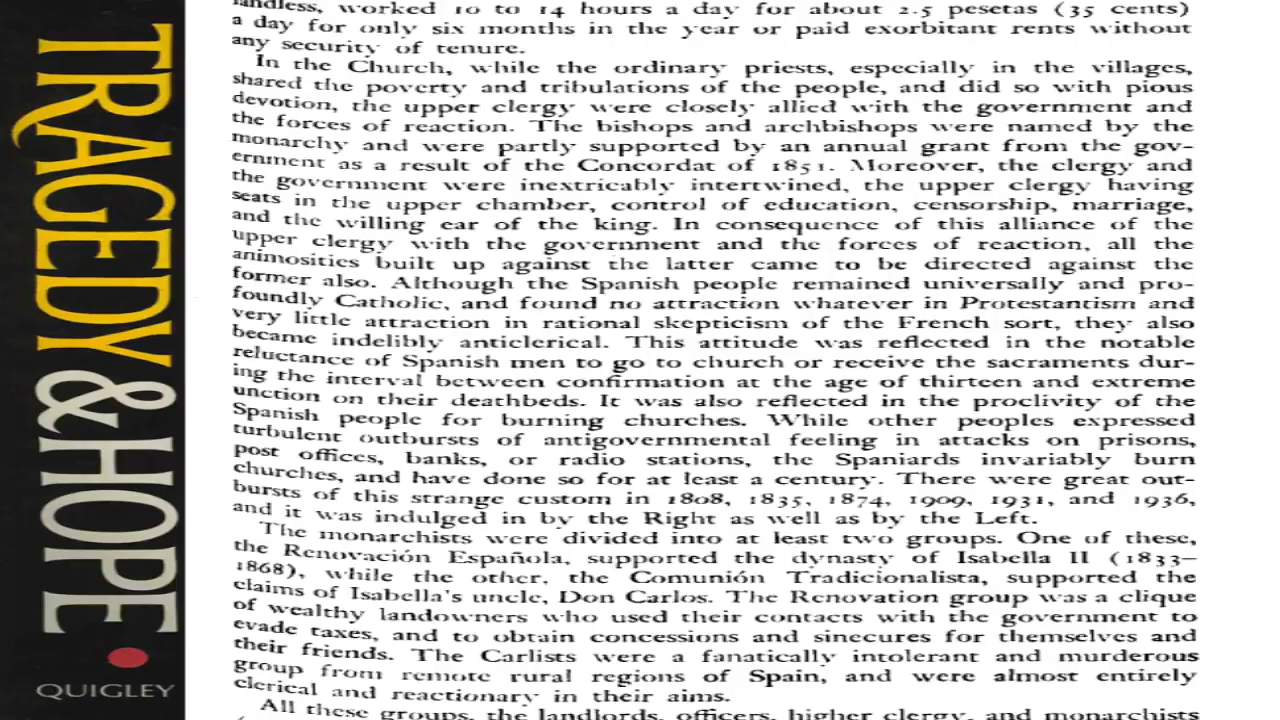 TRAGEDY & HOPE
QUIGLEY
landless, worked 10 to 14 hours a day for about 2.5 pesetas (35 cents)
a day for only six months in the year or paid exorbitant rents without
any security of tenure.
In the Church, while the ordinary priests, especially in the villages,
shared the poverty and tribulations of the people, and did so with pious
devotion, the upper clergy were closely allied with the government and
the forces of reaction. The bishops and archbishops were named by the
monarchy and were partly supported by an annual grant from the gov-
ernment as a result of the Concordat of 1851. Moreover, the clergy and
the government were inextricably intertwined, the upper clergy having
seats in the upper chamber, control of education, censorship, marriage,
and the willing ear of the king. In consequence of this alliance of the
upper clergy with the government and the forces of reaction, all the
animosities built up against the latter came to be directed against the
former also. Although the Spanish people remained universally and pro-
foundly Catholic, and found no attraction whatever in Protestantism and
very little attraction in rational skepticism of the French sort, they also
became indelibly anticlerical. This attitude was reflected in the notable
reluctance of Spanish men to go to church or receive the sacraments dur-
ing the interval between confirmation at the age of thirteen and extreme
unction on their deathbeds. It was also reflected in the proclivity of the
Spanish people for burning churches. While other peoples expressed
turbulent outbursts of antigovernmental feeling in attacks on prisons,
post offices, banks, or radio stations, the Spaniards invariably burn
churches, and have done so for at least a century. There were great out-
bursts of this strange custom in 1808, 1835, 1874, 1909, 1931, and 1936,
and it was indulged in by the Right as well as by the Left.
The monarchists were divided into at least two groups. One of these,
the Renovación Española, supported the dynasty of Isabella II (1833–
1868), while the other, the Comunión Tradicionalista, supported the
claims of Isabella's uncle, Don Carlos. The Renovation group was a clique
of wealthy landowners who used their contacts with the government to
evade taxes, and to obtain concessions and sinecures for themselves and
their friends. The Carlists were a fanatically intolerant and murderous
group from remote rural regions of Spain, and were almost entirely
clerical and reactionary in their aims.
All these groups, the landlords, officers, higher clergy, and monarchists